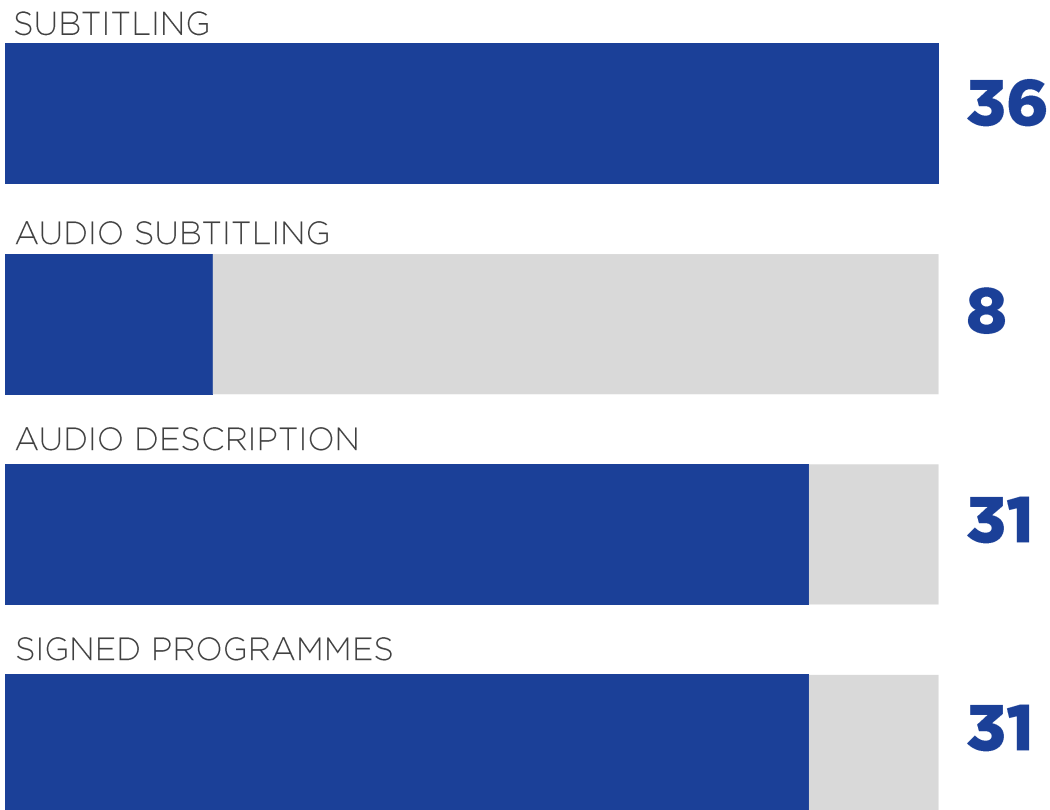 SUBTITLING
36
AUDIO SUBTITLING
8
AUDIO DESCRIPTION
31
SIGNED PROGRAMMES
31